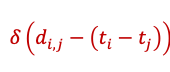 δ(d_{i,j} − (t_i − t_j))